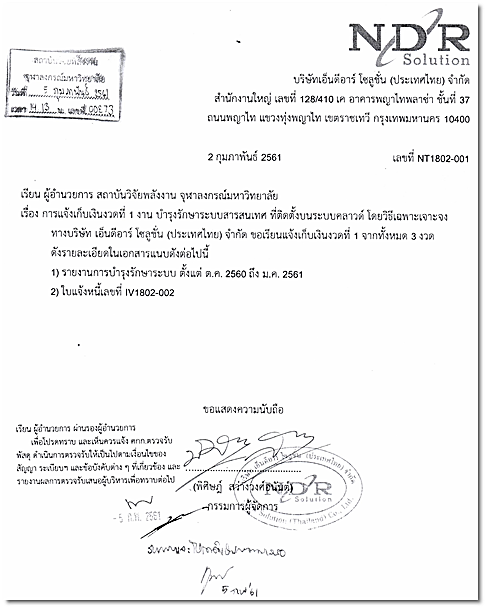 NDR
Solution
สถาบันวิจัยพลังงาน
จุฬาลงกรณ์มหาวิทยาลัย
วันที่ 5 กุมภาพันธ์ 2561
เวลา 14.13 น. เลขที่
บริษัทเอ็นดีอาร์ โซลูชั่น (ประเทศไทย) จำกัด
สำนักงานใหญ่ เลขที่ 128/410 เค อาคารพญาไทพลาซ่า ชั้นที่ 37
ถนนพญาไท แขวงทุ่งพญาไท เขตราชเทวี กรุงเทพมหานคร 10400
2 กุมภาพันธ์ 2561 เลขที่ NT1802-001
เรียน ผู้อำนวยการ สถาบันวิจัยพลังงาน จุฬาลงกรณ์มหาวิทยาลัย
เรื่อง การแจ้งเก็บเงินงวดที่ 1 งาน บำรุงรักษาระบบสารสนเทศ ที่ติดตั้งบนระบบคลาวด์ โดยวิธีเฉพาะเจาะจง
ทางบริษัท เอ็นดีอาร์ โซลูชั่น (ประเทศไทย) จำกัด ขอเรียนแจ้งเก็บเงินงวดที่ 1 จากทั้งหมด 3 งวด
ดังรายละเอียดในเอกสารแนบดังต่อไปนี้
1) รายงานการบำรุงรักษาระบบ ตั้งแต่ ต.ค. 2560 ถึง ม.ค. 2561
2) ใบแจ้งหนี้เลขที่ IV1802-002
ขอแสดงความนับถือ
เรียน ผู้อำนวยการ ผ่านรองผู้อำนวยการ
เพื่อโปรดทราบ และเห็นควรแจ้ง คกก.ตรวจรับ
พัสดุ ดำเนินการตรวจรับให้เป็นไปตามเงื่อนไขของ
สัญญา ระเบียบฯ และข้อบังคับต่าง ๆ ที่เกี่ยวข้อง และ
รายงานผลการตรวจรับเสนอผู้บริหารเพื่อทราบต่อไป
(พิศิษฎ์ สว่างวงศ์ธนันต์)
กรรมการผู้จัดการ
NDR
Solution
Solution (Thailand) Co., Ltd.
-5 ก.พ. 2561
5 กพ 61